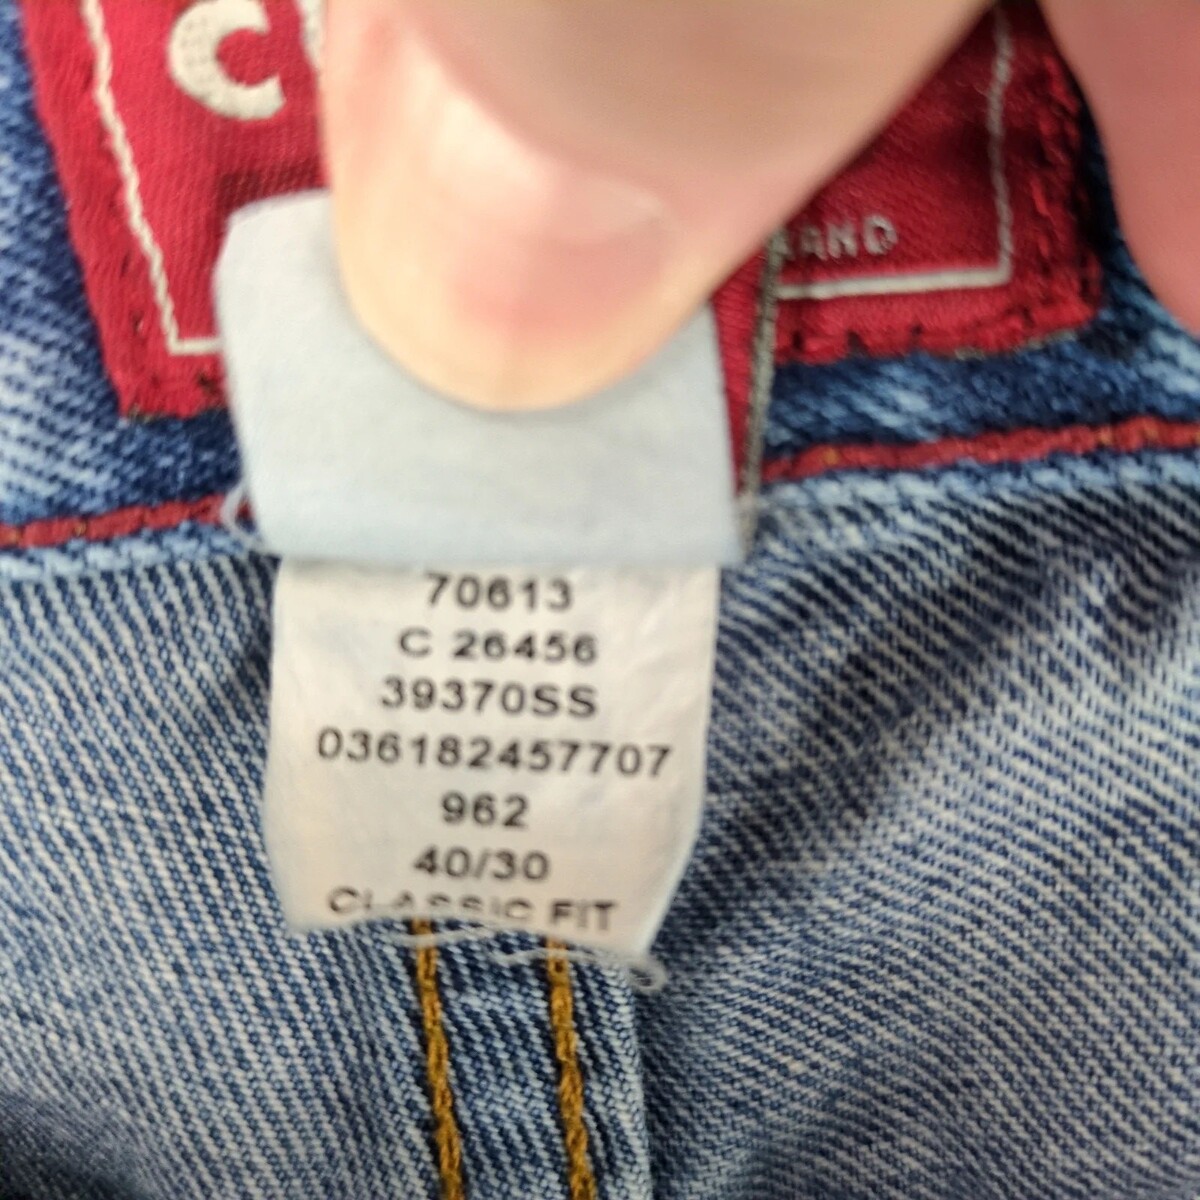 C
70613
C 26456
39370SS
036182457707
962
40/30
CLASSIC FIT